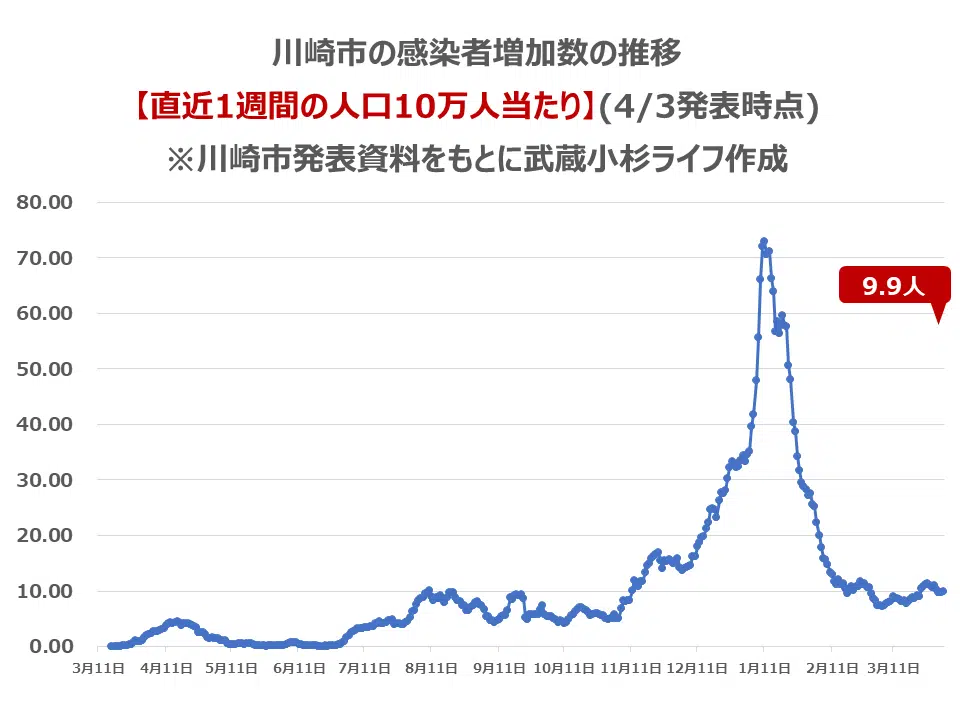 川崎市の感染者増加数の推移
【直近1週間の人口10万人当たり】(4/3発表時点)
※川崎市発表資料をもとに武蔵小杉ライフ作成
80.00
70.00
9.9人
60.00
50.00
40.00
30.00
20.00
10.00
0.00
3月11日 4月11日 5月11日 6月11日 7月11日 8月11日 9月11日 10月11日 11月11日 12月11日 1月11日 2月11日 3月11日